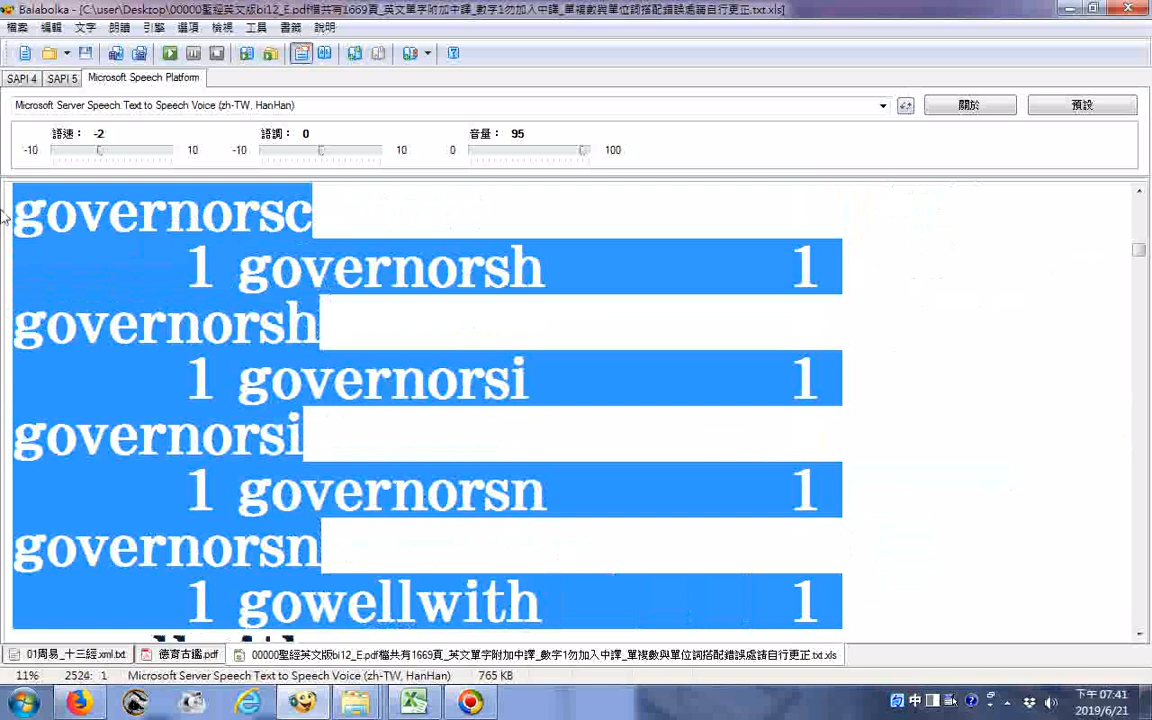 Balabolka - [C:\user\Desktop\00000聖經英文版bi12_E.pdf檔共有1669頁_英文單字附加中譯_數字1勿加入中譯_單複數與單位詞搭配錯誤處請自行更正.txt.xls]
檔案 編輯 文字 朗讀 引擎 選項 檢視 工具 書籤 說明
SAPI 4 SAPI 5 Microsoft Speech Platform
Microsoft Server Speech Text to Speech Voice (zh-TW, HanHan) 關於 預設
語速： -2 語調： 0 音量： 95
-10 10 -10 10 0 100
governorsc
1 governorsh 1
governorsh
1 governorsi 1
governorsi
1 governorsn 1
governorsn
1 gowellwith 1
01周易_十三經.xml.txt 德育古鑑.pdf 00000聖經英文版bi12_E.pdf檔共有1669頁_英文單字附加中譯_數字1勿加入中譯_單複數與單位詞搭配錯誤處請自行更正.txt.xls
11% 2524: 1 Microsoft Server Speech Text to Speech Voice (zh-TW, HanHan) 765 KB
中 下午 07:41
2019/6/21